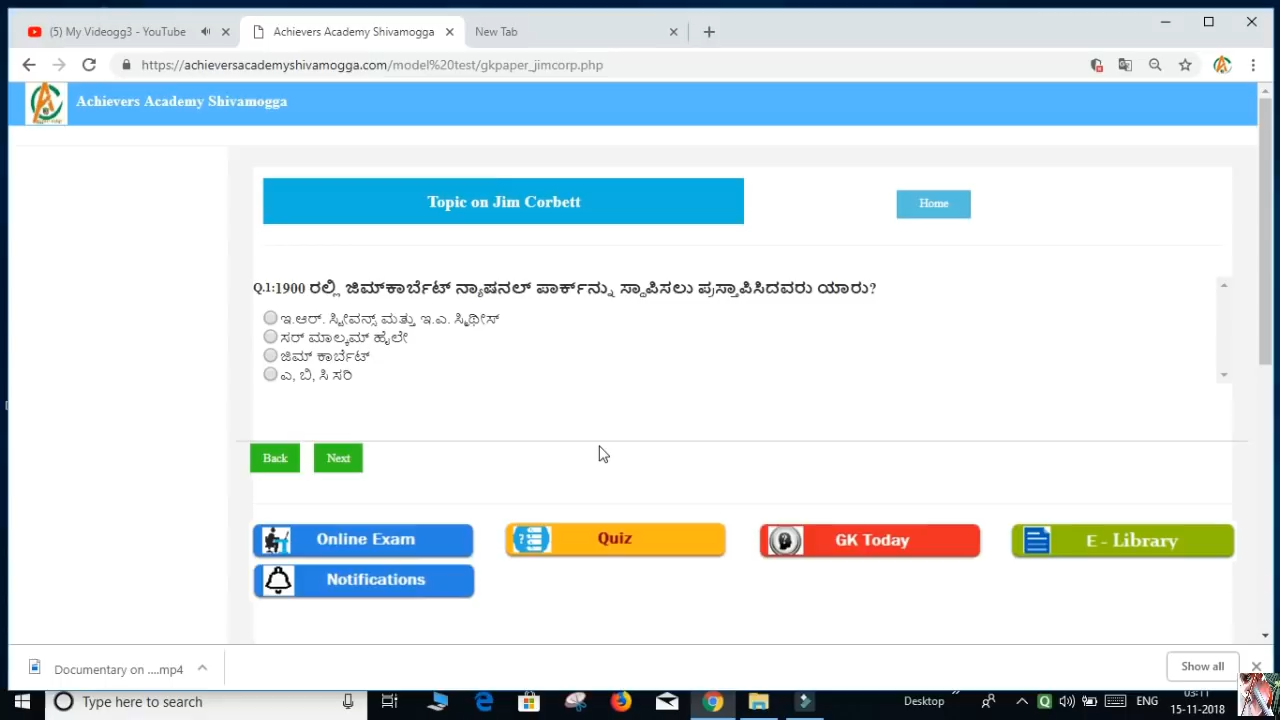 (5) My Videogg3 - YouTube
Achievers Academy Shivamogga
New Tab
https://achieversacademyshivamogga.com/model%20test/gkpaper_jimcorp.php
Achievers Academy Shivamogga
Topic on Jim Corbett
Home
Q.1:1900 ರಲ್ಲಿ ಜಿಮ್‌ಕಾರ್ಬೆಟ್ ನ್ಯಾಷನಲ್ ಪಾರ್ಕ್‌ನ್ನು ಸ್ಥಾಪಿಸಲು ಪ್ರಸ್ತಾಪಿಸಿದವರು ಯಾರು?
ಇ.ಆರ್. ಸ್ಟೀವನ್ಸ್ ಮತ್ತು ಇ.ಎ. ಸ್ಮಿಥೀಸ್
ಸರ್ ಮಾಲ್ಕಮ್ ಹೈಲೇ
ಜಿಮ್ ಕಾರ್ಬೆಟ್
ಎ, ಬಿ, ಸಿ ಸರಿ
Back
Next
Online Exam
Quiz
GK Today
E - Library
Notifications
Documentary on ....mp4
Show all
Type here to search
Desktop
ENG
03:11
15-11-2018